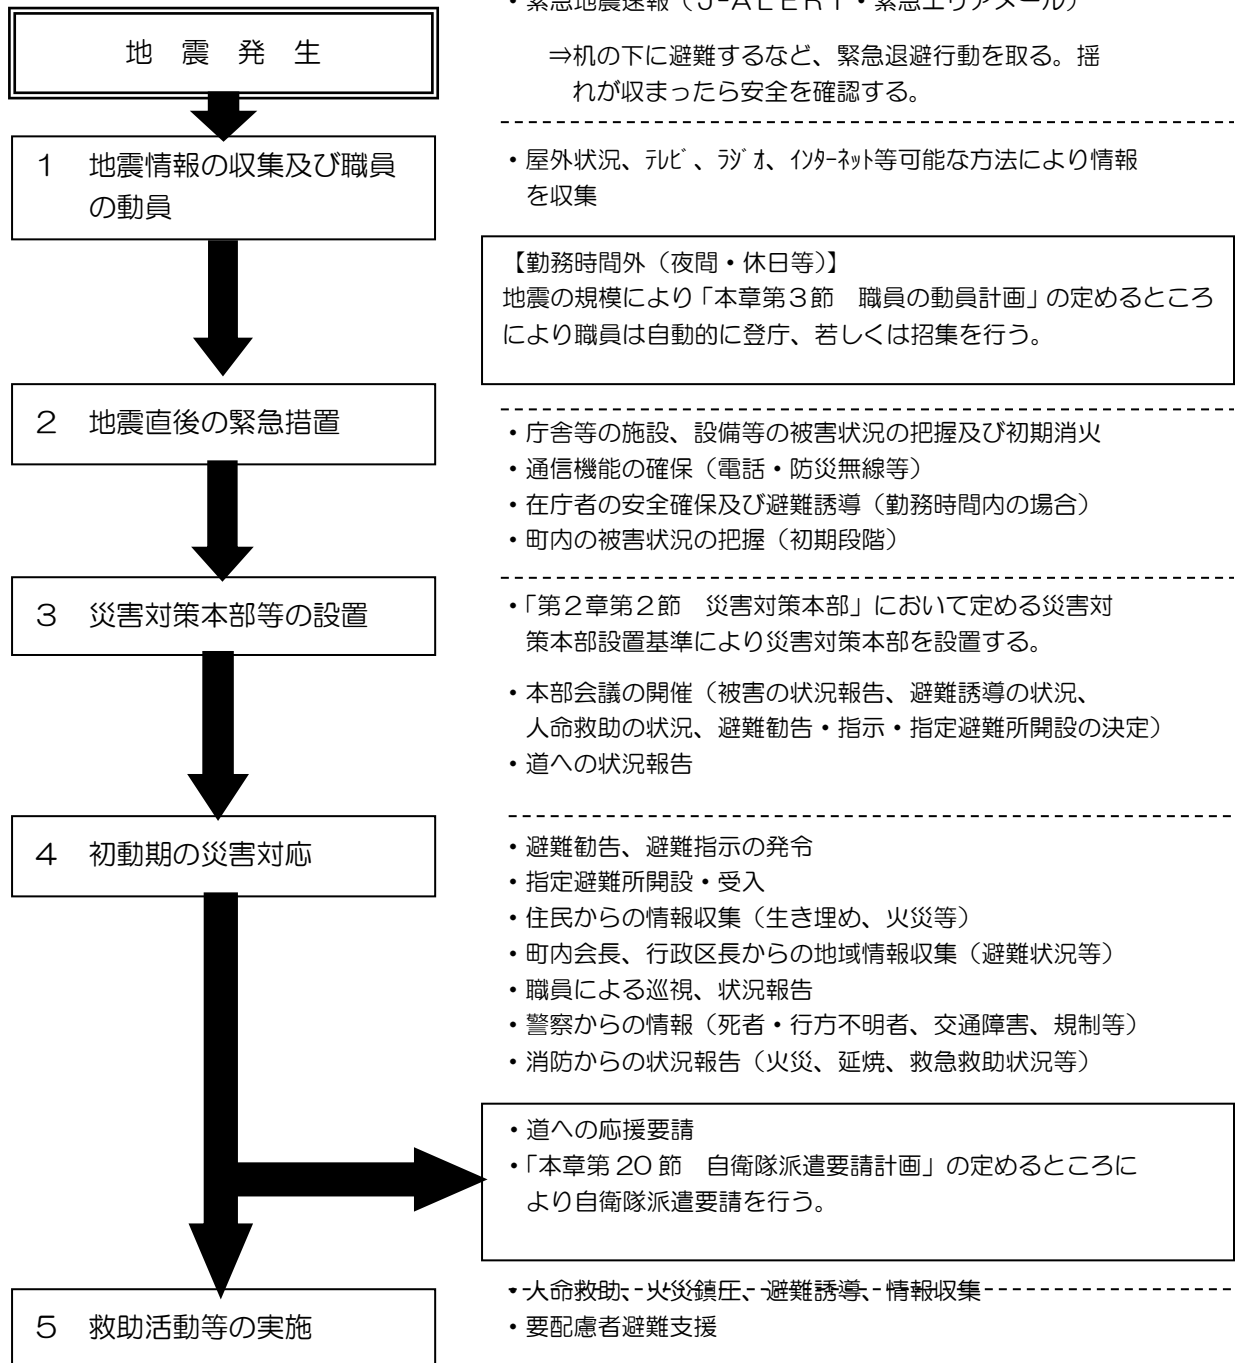 ・緊急地震速報（J-ALERT・緊急エリアメール）
地　震　発　生
⇒机の下に避難するなど、緊急退避行動を取る。揺
れが収まったら安全を確認する。
１　地震情報の収集及び職員
の動員
・屋外状況、ﾃﾚﾋﾞ、ﾗｼﾞｵ、ｲﾝﾀｰﾈｯﾄ等可能な方法により情報
を収集
【勤務時間外（夜間・休日等）】
地震の規模により「本章第３節　職員の動員計画」の定めるところ
により職員は自動的に登庁、若しくは招集を行う。
２　地震直後の緊急措置
・庁舎等の施設、設備等の被害状況の把握及び初期消火
・通信機能の確保（電話・防災無線等）
・在庁者の安全確保及び避難誘導（勤務時間内の場合）
・町内の被害状況の把握（初期段階）
３　災害対策本部等の設置
・「第２章第２節　災害対策本部」において定める災害対
策本部設置基準により災害対策本部を設置する。
・本部会議の開催（被害の状況報告、避難誘導の状況、
人命救助の状況、避難勧告・指示・指定避難所開設の決定）
・道への状況報告
４　初動期の災害対応
・避難勧告、避難指示の発令
・指定避難所開設・受入
・住民からの情報収集（生き埋め、火災等）
・町内会長、行政区長からの地域情報収集（避難状況等）
・職員による巡視、状況報告
・警察からの情報（死者・行方不明者、交通障害、規制等）
・消防からの状況報告（火災、延焼、救急救助状況等）
・道への応援要請
・「本章第 20 節　自衛隊派遣要請計画」の定めるところに
より自衛隊派遣要請を行う。
５　救助活動等の実施
・人命救助、火災鎮圧、避難誘導、情報収集
・要配慮者避難支援